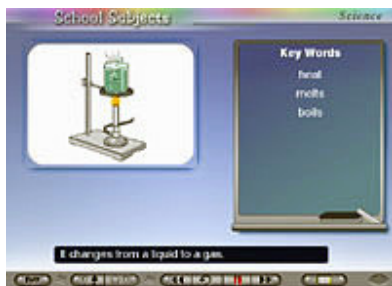 School Subjects
Science
Key Words
heat
melts
boils
It changes from a liquid to a gas.